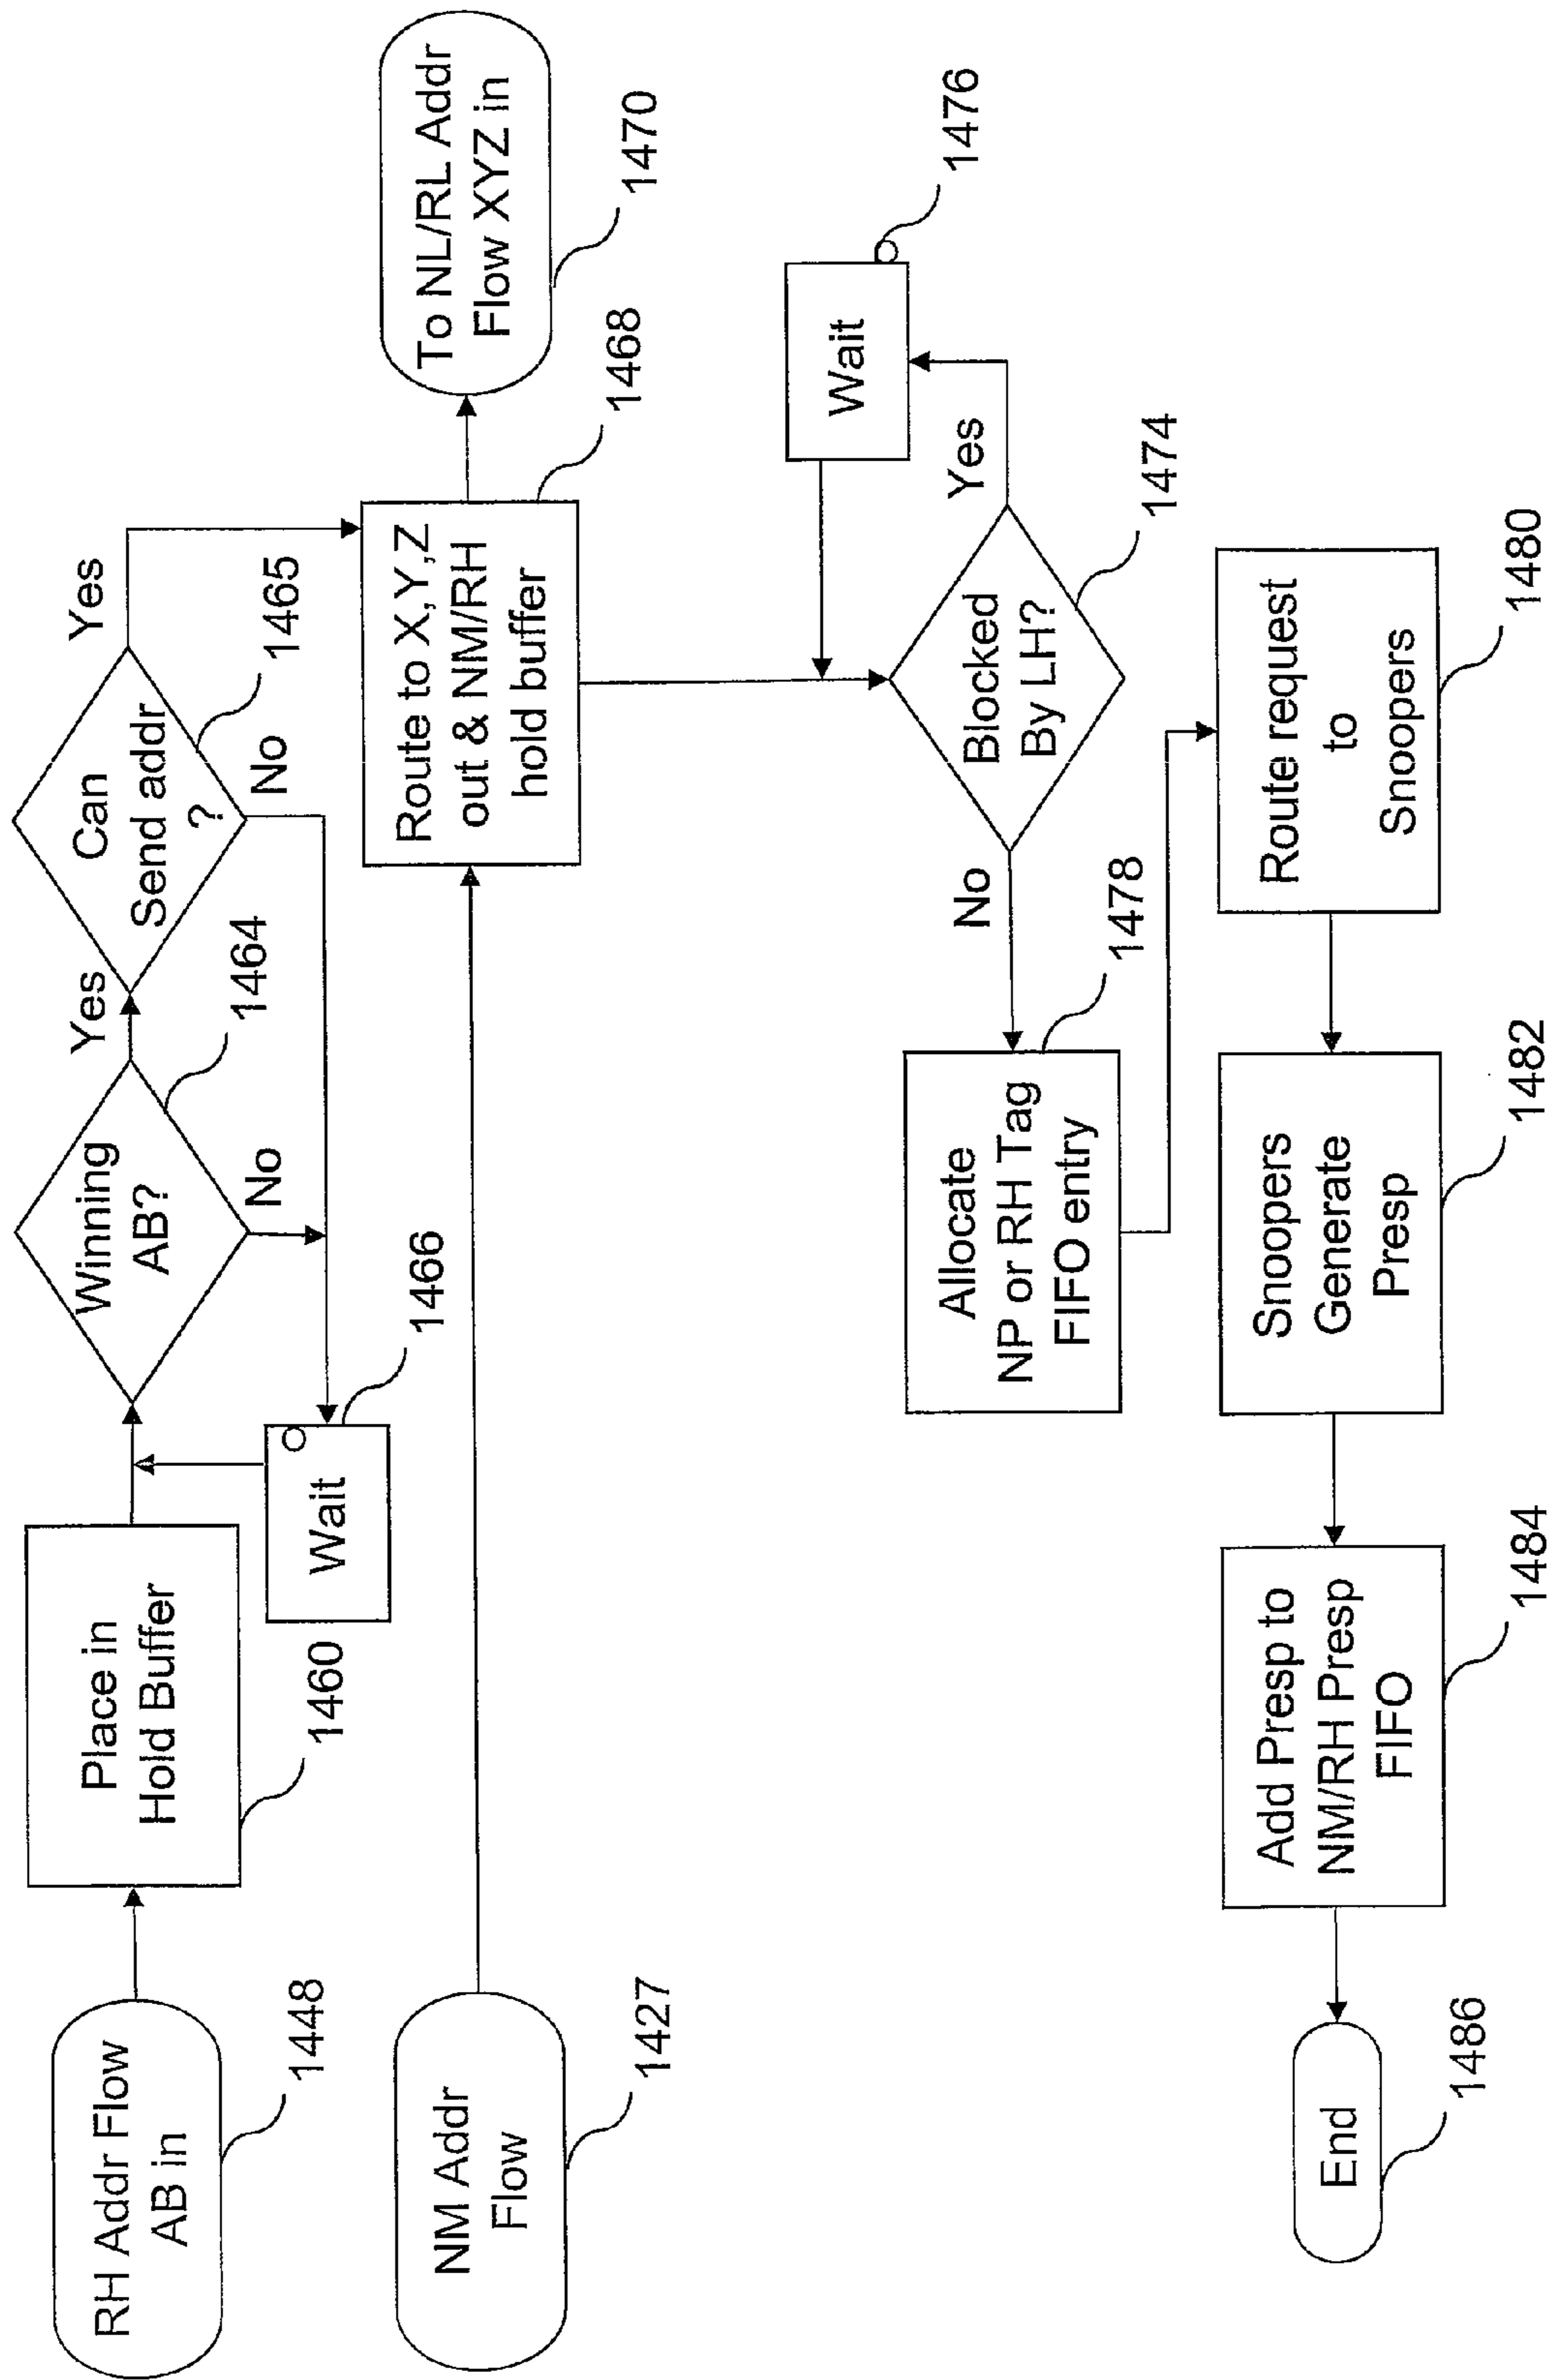 RH Addr Flow
AB in
1448
Place in
Hold Buffer
1460
Wait
1466
Winning
AB?
1464
Yes
No
Can
Send addr
?
1465
Yes
No
NM Addr
Flow
1427
Route to X,Y,Z
out & NM/RH
hold buffer
1468
To NL/RL Addr
Flow XYZ in
1470
Blocked
By LH?
1474
Yes
No
Wait
1476
Allocate
NP or RH Tag
FIFO entry
1478
Route request
to
Snoopers
1480
Snoopers
Generate
Presp
1482
Add Presp to
NM/RH Presp
FIFO
1484
End
1486